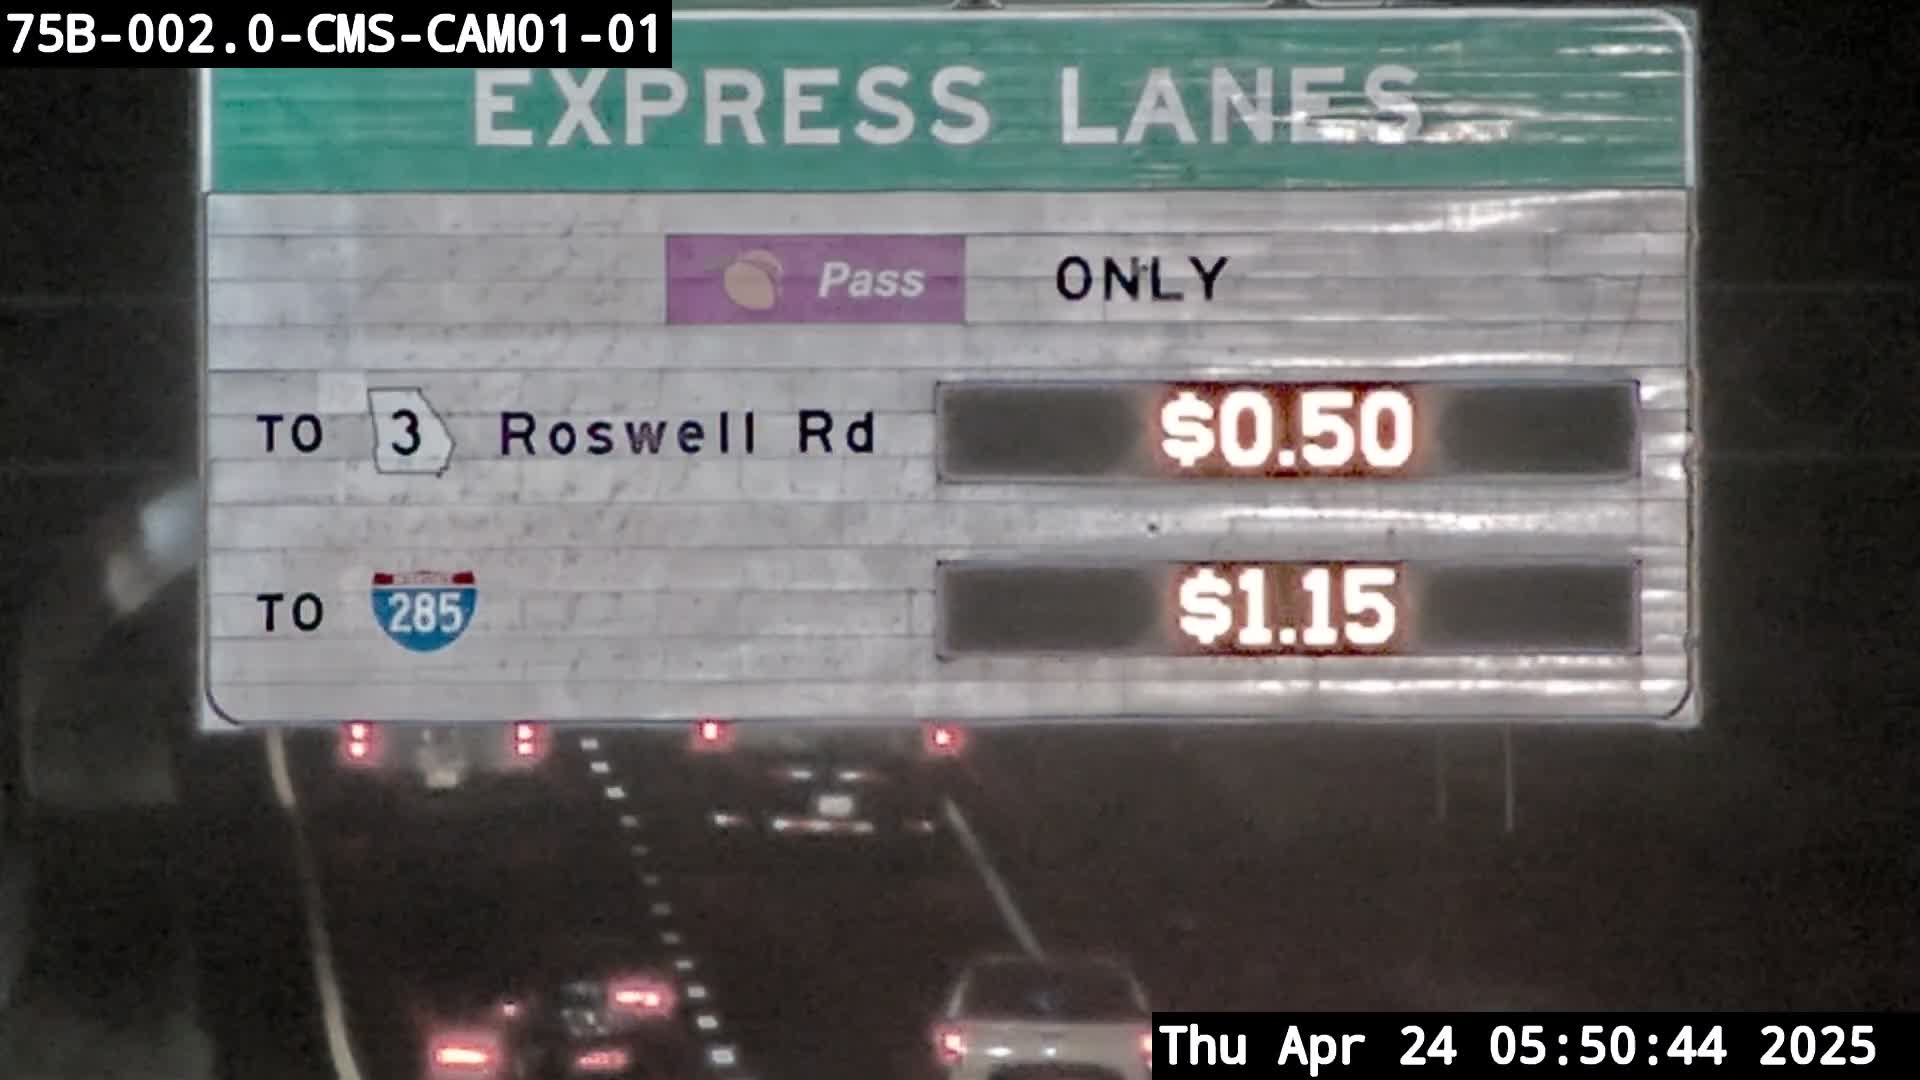 75B-002.0-CMS-CAM01-01
EXPRESS LANES
Pass ONLY
TO 3 Roswell Rd $0.50
TO 285 $1.15
Thu Apr 24 05:50:44 2025